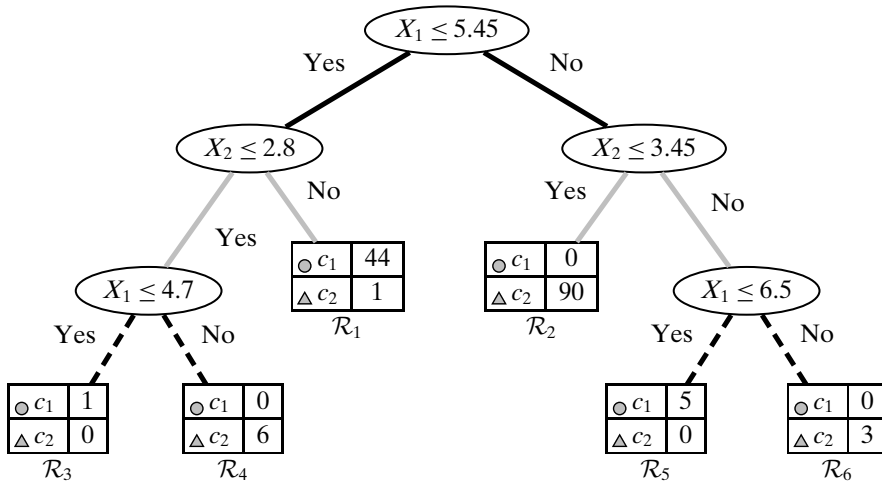 X₁ ≤ 5.45
Yes
No
X₂ ≤ 2.8
X₂ ≤ 3.45
Yes
No
Yes
No
X₁ ≤ 4.7
c₁ 44
c₂ 1
R₁
c₁ 0
c₂ 90
R₂
X₁ ≤ 6.5
Yes
No
Yes
No
c₁ 1
c₂ 0
R₃
c₁ 0
c₂ 6
R₄
c₁ 5
c₂ 0
R₅
c₁ 0
c₂ 3
R₆